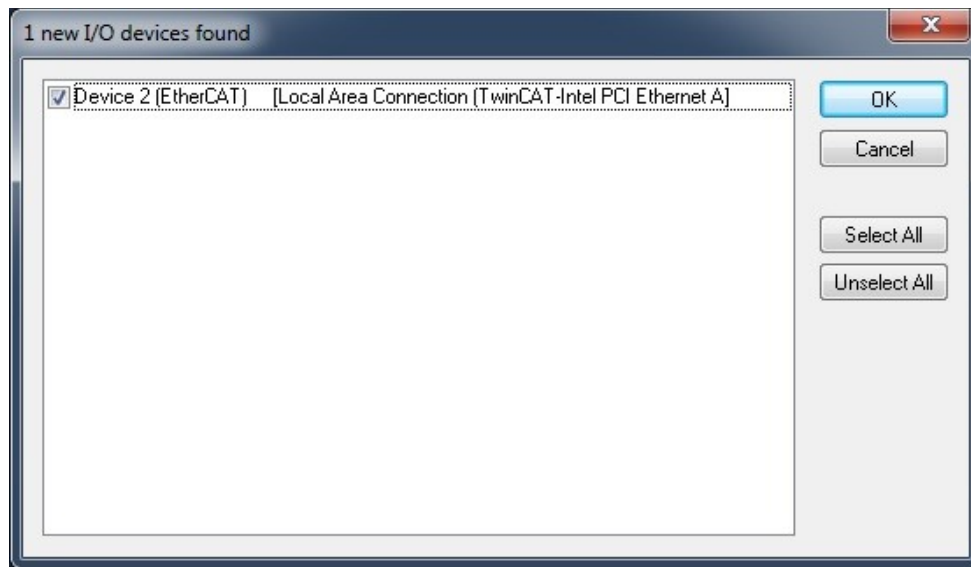 1 new I/O devices found
Device 2 (EtherCAT) [Local Area Connection (TwinCAT-Intel PCI Ethernet A]
OK
Cancel
Select All
Unselect All